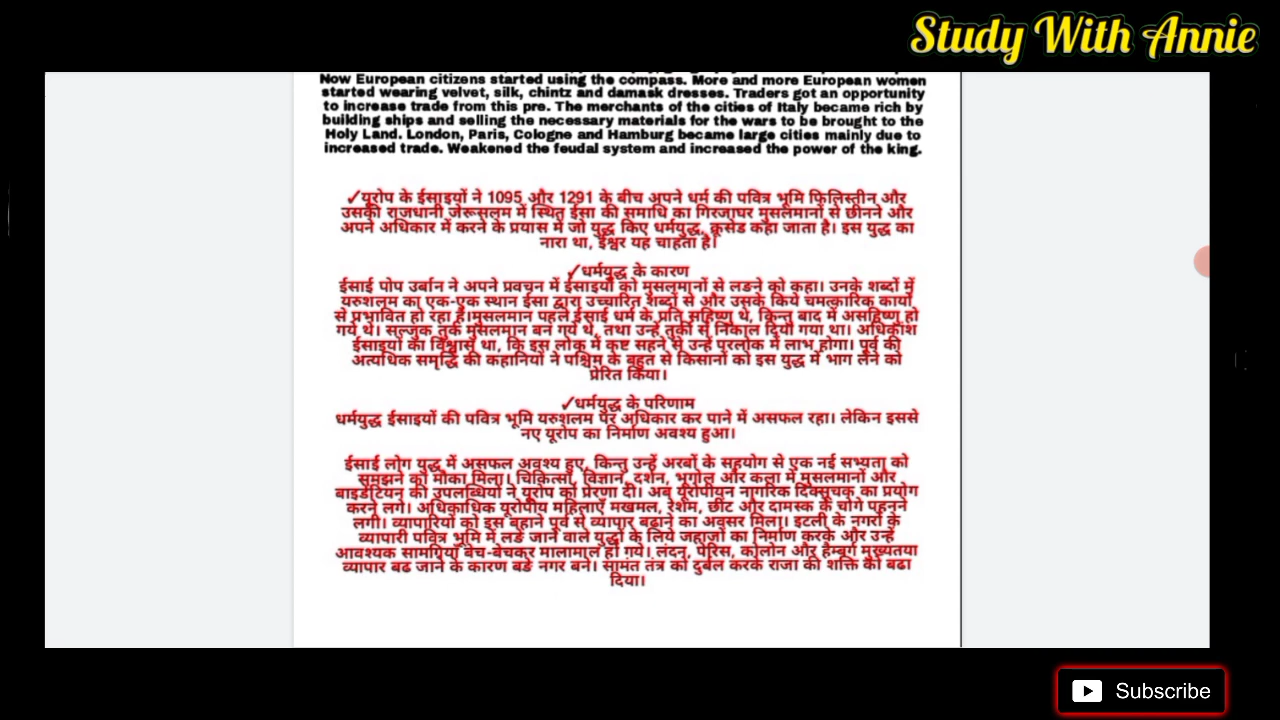 Study With Annie
Now European citizens started using the compass. More and more European women
started wearing velvet, silk, chintz and damask dresses. Traders got an opportunity
to increase trade from this pre. The merchants of the cities of Italy became rich by
building ships and selling the necessary materials for the wars to be brought to the
Holy Land. London, Paris, Cologne and Hamburg became large cities mainly due to
increased trade. Weakened the feudal system and increased the power of the king.
✓यूरोप के ईसाइयों ने 1095 और 1291 के बीच अपने धर्म की पवित्र भूमि फिलिस्तीन और
उसकी राजधानी जेरूसलम में स्थित ईसा की समाधि का गिरजाघर मुसलमानों से छीनने और
अपने अधिकार में करने के प्रयास में जो युद्ध किए धर्मयुद्ध, क्रूसेड कहा जाता है। इस युद्ध का
नारा था, ईश्वर यह चाहता है।
✓धर्मयुद्ध के कारण
ईसाई पोप उर्बान ने अपने प्रवचन में ईसाइयों को मुसलमानों से लङने को कहा। उनके शब्दों में
यरुशलम का एक-एक स्थान ईसा द्वारा उच्चारित शब्दों से और उसके किये चमत्कारिक कार्यों
से प्रभावित हो रहा है।मुसलमान पहले ईसाई धर्म के प्रति सहिष्णु थे, किन्तु बाद में असहिष्णु हो
गये थे। सल्जुक तुर्क मुसलमान बन गये थे, तथा उन्हें तुर्की से निकाल दिया गया था। अधिकांश
ईसाइयों का विश्वास था, कि इस लोक में कष्ट सहने से उन्हें परलोक में लाभ होगा। पूर्व की
अत्यधिक समृद्धि की कहानियों ने पश्चिम के बहुत से किसानों को इस युद्ध में भाग लेने को
प्रेरित किया।
✓धर्मयुद्ध के परिणाम
धर्मयुद्ध ईसाइयों की पवित्र भूमि यरुशलम पर अधिकार कर पाने में असफल रहा। लेकिन इससे
नए यूरोप का निर्माण अवश्य हुआ।
ईसाई लोग युद्ध में असफल अवश्य हुए, किन्तु उन्हें अरबों के सहयोग से एक नई सभ्यता को
समझने का मौका मिला। चिकित्सा, विज्ञान, दर्शन, भूगोल और कला में मुसलमानों और
बाइडेंटियन की उपलब्धियों ने यूरोप को प्रेरणा दी। अब यूरोपीयन नागरिक दिक्सूचक का प्रयोग
करने लगे। अधिकाधिक यूरोपीय महिलाएँ मखमल, रेशम, छींट और दामस्क के चोगे पहनने
लगी। व्यापारियों को इस बहाने पूर्व से व्यापार बढाने का अवसर मिला। इटली के नगरों के
व्यापारी पवित्र भूमि में लङे जाने वाले युद्धों के लिये जहाजों का निर्माण करके और उन्हें
आवश्यक सामग्रियाँ बेच-बेचकर मालामाल हो गये। लंदन, पेरिस, कोलोन और हैम्बर्ग मुख्यतया
व्यापार बढ जाने के कारण बङे नगर बने। सामंत तंत्र को दुर्बल करके राजा की शक्ति को बढा
दिया।
Subscribe